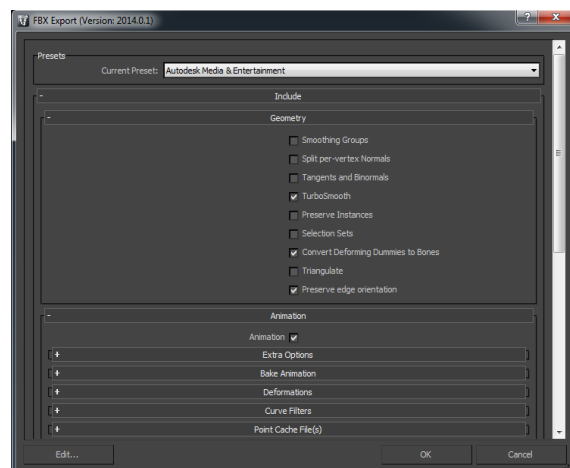 FBX Export (Version: 2014.0.1)
Presets
Current Preset: Autodesk Media & Entertainment
- Include
- Geometry
Smoothing Groups
Split per-vertex Normals
Tangents and Binormals
TurboSmooth
Preserve Instances
Selection Sets
Convert Deforming Dummies to Bones
Triangulate
Preserve edge orientation
- Animation
Animation
+ Extra Options
+ Bake Animation
+ Deformations
+ Curve Filters
+ Point Cache File(s)
Edit... OK Cancel